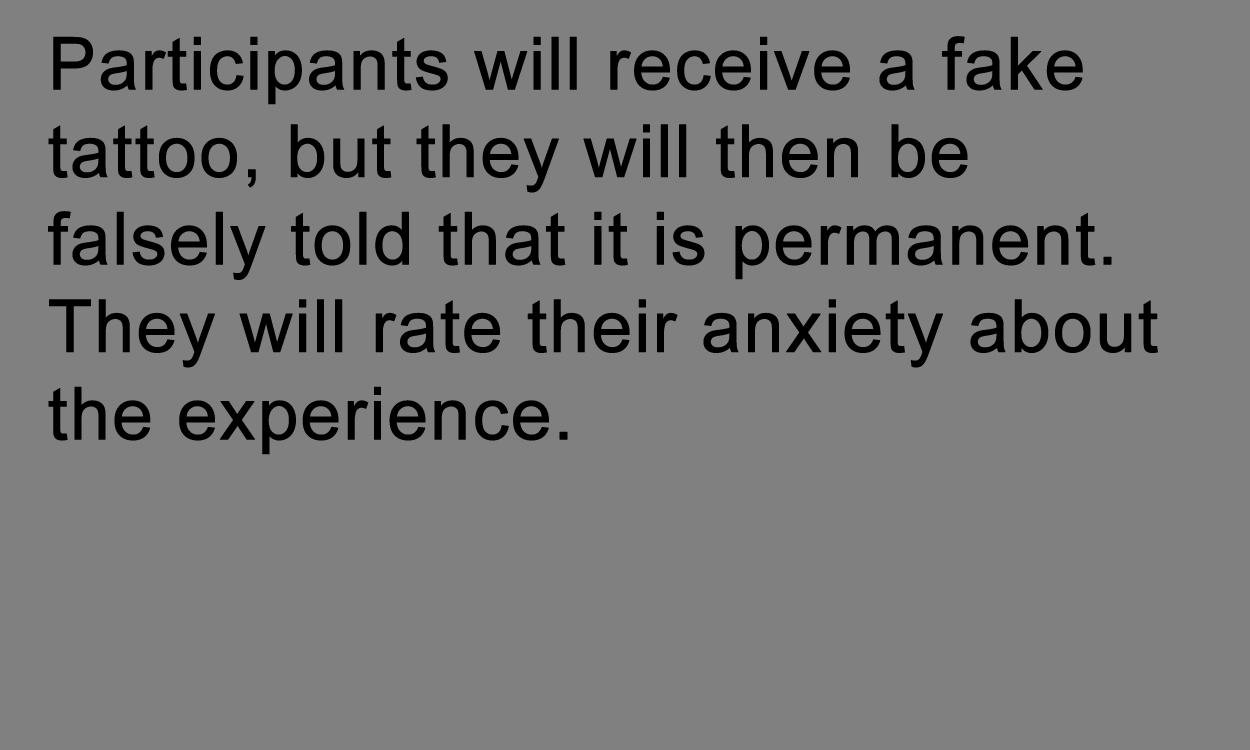 Participants will receive a fake
tattoo, but they will then be
falsely told that it is permanent.
They will rate their anxiety about
the experience.